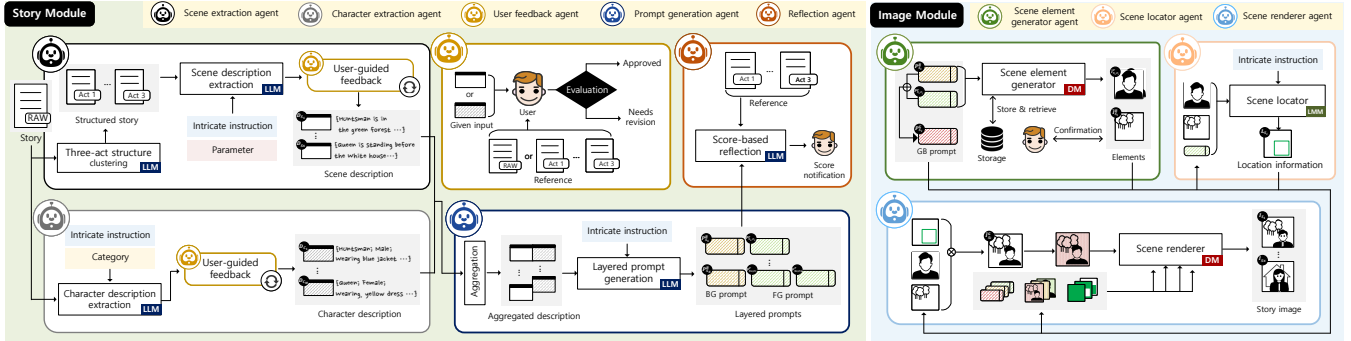 Story Module
Scene extraction agent
Character extraction agent
User feedback agent
Prompt generation agent
Reflection agent
RAW
Story
Act 1
...
Act 3
Structured story
Three-act structure
clustering
LLM
Scene description
extraction
LLM
Intricate instruction
Parameter
User-guided
feedback
[Huntsman is in
the green forest ...]
[Queen is standing before
the white house...]
Scene description
or
Given input
User
Evaluation
Approved
Needs
revision
RAW
or
Act 1
...
Act 3
Reference
Act 1
...
Act 3
Reference
Score-based
reflection
LLM
Score
notification
Intricate instruction
Category
Character description
extraction
LLM
User-guided
feedback
[Huntsman; Male;
wearing blue jacket ...]
[Queen; Female;
wearing, yellow dress ...]
Character description
Aggregation
Aggregated description
Intricate instruction
Layered prompt
generation
LLM
BG prompt
FG prompt
Layered prompts
Image Module
Scene element
generator agent
Scene locator agent
Scene renderer agent
GB prompt
Scene element
generator
DM
Store & retrieve
Storage
Confirmation
Elements
Intricate instruction
Scene locator
LMM
Location information
Scene renderer
DM
Story image